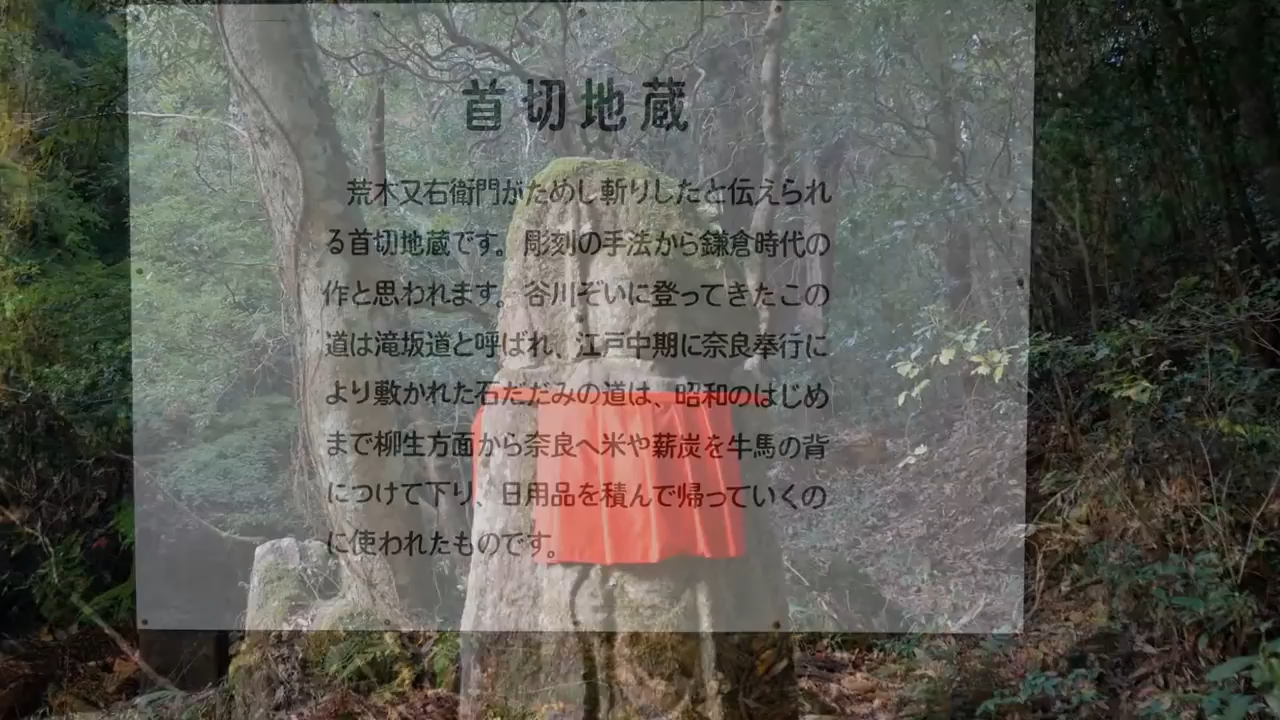 首切地蔵
荒木又右衛門がためし斬りしたと伝えられ
る首切地蔵です。彫刻の手法から鎌倉時代の
作と思われます。谷川ぞいに登ってきたこの
道は滝坂道と呼ばれ、江戸中期に奈良奉行に
より敷かれた石だだみの道は、昭和のはじめ
まで柳生方面から奈良へ米や薪炭を牛馬の背
につけて下り、日用品を積んで帰っていくの
に使われたものです。